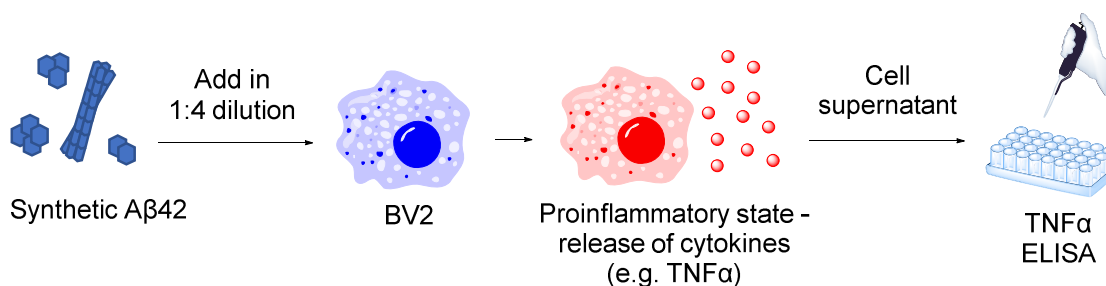 Synthetic Aβ42
Add in
1:4 dilution
BV2
Proinflammatory state -
release of cytokines
(e.g. TNFα)
Cell
supernatant
TNFα
ELISA